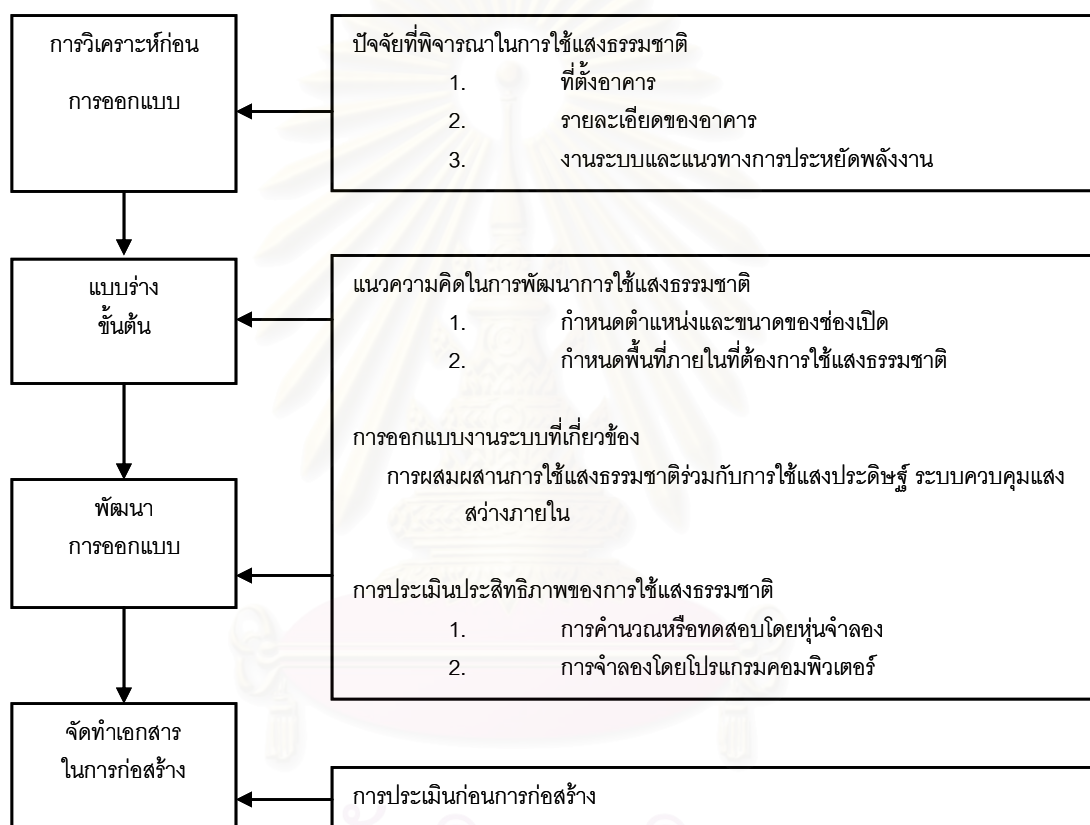 การวิเคราะห์ก่อน
การออกแบบ
ปัจจัยที่พิจารณาในการใช้แสงธรรมชาติ
1. ที่ตั้งอาคาร
2. รายละเอียดของอาคาร
3. งานระบบและแนวทางการประหยัดพลังงาน
แบบร่าง
ขั้นต้น
แนวความคิดในการพัฒนาการใช้แสงธรรมชาติ
1. กำหนดตำแหน่งและขนาดของช่องเปิด
2. กำหนดพื้นที่ภายในที่ต้องการใช้แสงธรรมชาติ
การออกแบบงานระบบที่เกี่ยวข้อง
การผสมผสานการใช้แสงธรรมชาติร่วมกับการใช้แสงประดิษฐ์ ระบบควบคุมแสง
สว่างภายใน
พัฒนา
การออกแบบ
การประเมินประสิทธิภาพของการใช้แสงธรรมชาติ
1. การคำนวณหรือทดสอบโดยหุ่นจำลอง
2. การจำลองโดยโปรแกรมคอมพิวเตอร์
จัดทำเอกสาร
ในการก่อสร้าง
การประเมินก่อนการก่อสร้าง